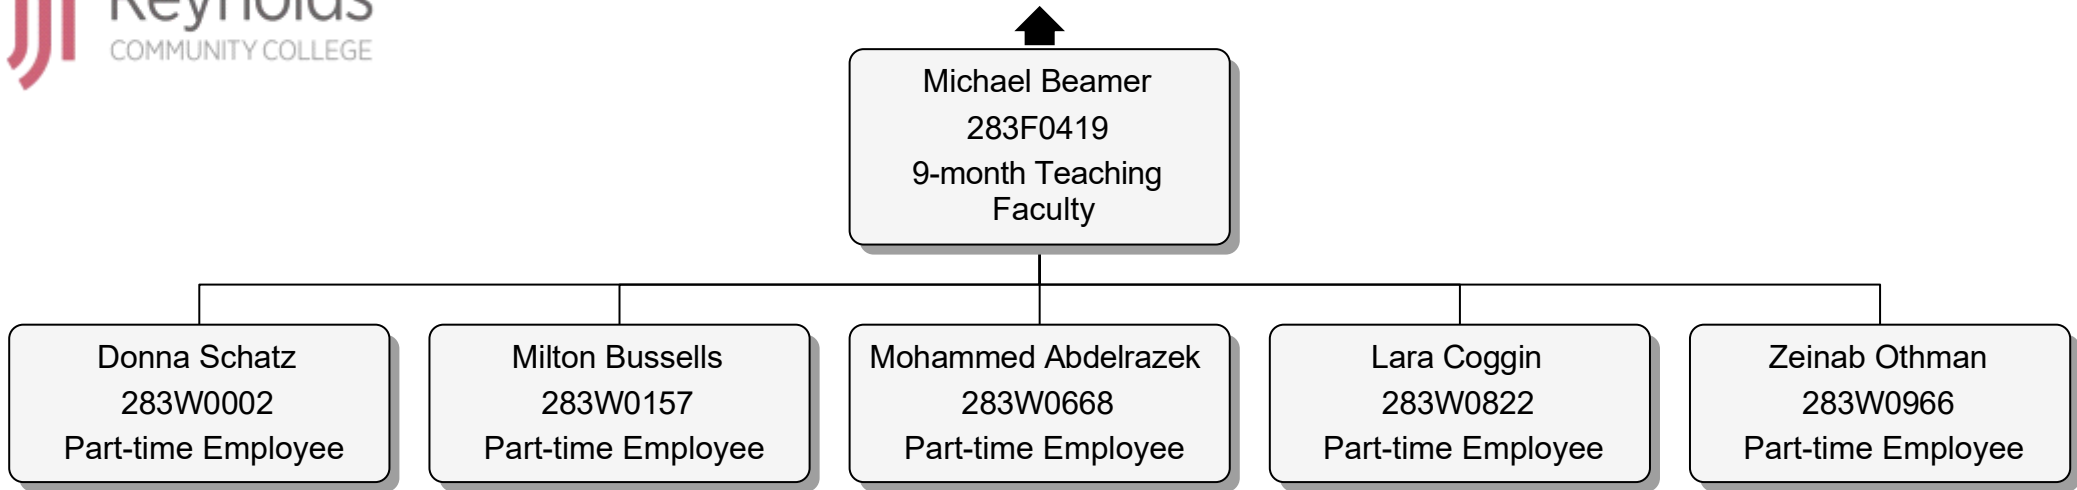 Reynolds
COMMUNITY COLLEGE
Michael Beamer
283F0419
9-month Teaching
Faculty
Donna Schatz
283W0002
Part-time Employee
Milton Bussells
283W0157
Part-time Employee
Mohammed Abdelrazek
283W0668
Part-time Employee
Lara Coggin
283W0822
Part-time Employee
Zeinab Othman
283W0966
Part-time Employee